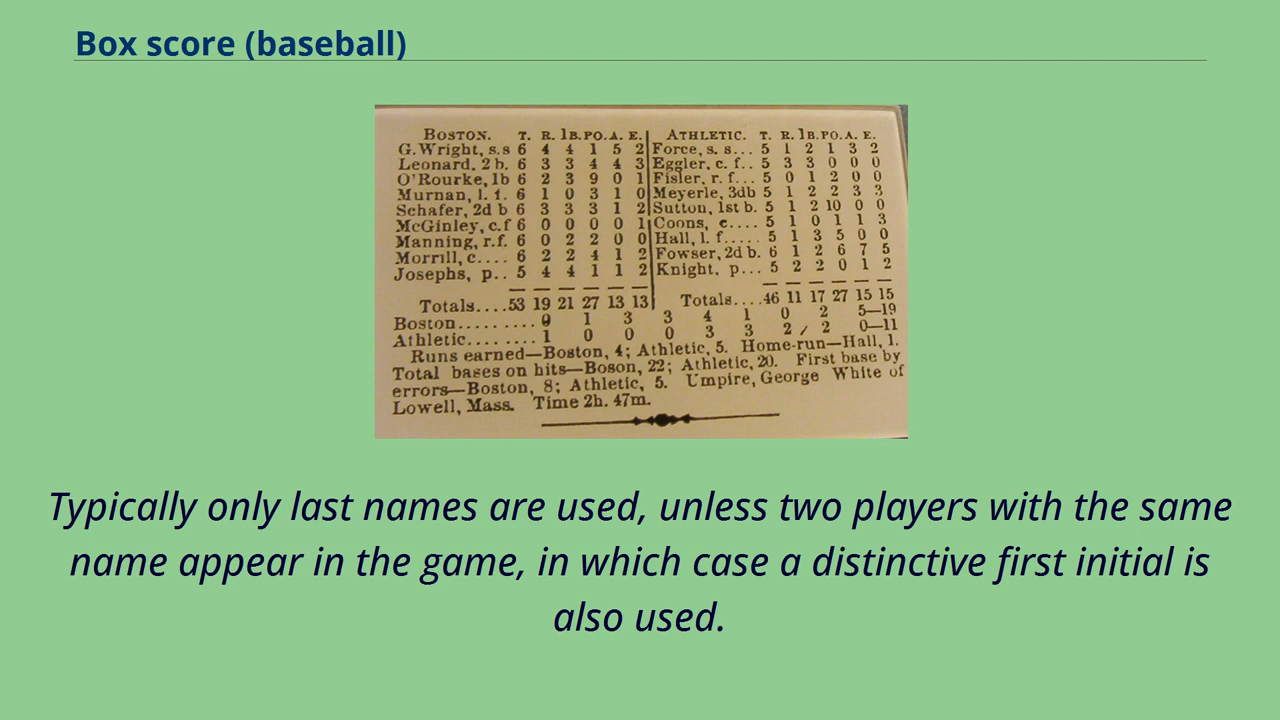 Box score (baseball)
BOSTON. T. R. 1B. PO. A. E. ATHLETIC. T. R. 1B. PO. A. E.
G. Wright, s.s 6 4 4 1 5 2 Force, s. s... 5 1 2 1 3 2
Leonard, 2 b. 6 3 3 4 4 3 Eggler, c. f.. 5 3 3 0 0 0
O'Rourke, 1b 6 2 3 9 0 1 Fisler, r. f... 5 0 1 2 0 0
Murnan, l. f. 6 1 0 3 1 0 Meyerle, 3db 5 1 2 2 3 3
Schafer, 2d b 6 3 3 3 1 2 Sutton, 1st b. 5 1 2 10 0 0
McGinley, c.f 6 0 0 0 0 1 Coons, c.... 5 1 0 1 1 3
Manning, r.f. 6 0 2 2 0 0 Hall, l. f..... 5 1 3 5 0 0
Morrill, c.... 6 2 2 4 1 2 Fowser, 2d b. 6 1 2 6 7 5
Josephs, p.. 5 4 4 1 1 2 Knight, p... 5 2 2 0 1 2
Totals....53 19 21 27 13 13 Totals....46 11 17 27 15 15
Boston.......... 0 1 3 3 4 1 0 2 5—19
Athletic......... 1 0 0 0 3 3 2 2 0—11
Runs earned—Boston, 4; Athletic, 5. Home-run—Hall, 1.
Total bases on hits—Boson, 22; Athletic, 20. First base by
errors—Boston, 8; Athletic, 5. Umpire, George White of
Lowell, Mass. Time 2h. 47m.
Typically only last names are used, unless two players with the same
name appear in the game, in which case a distinctive first initial is
also used.